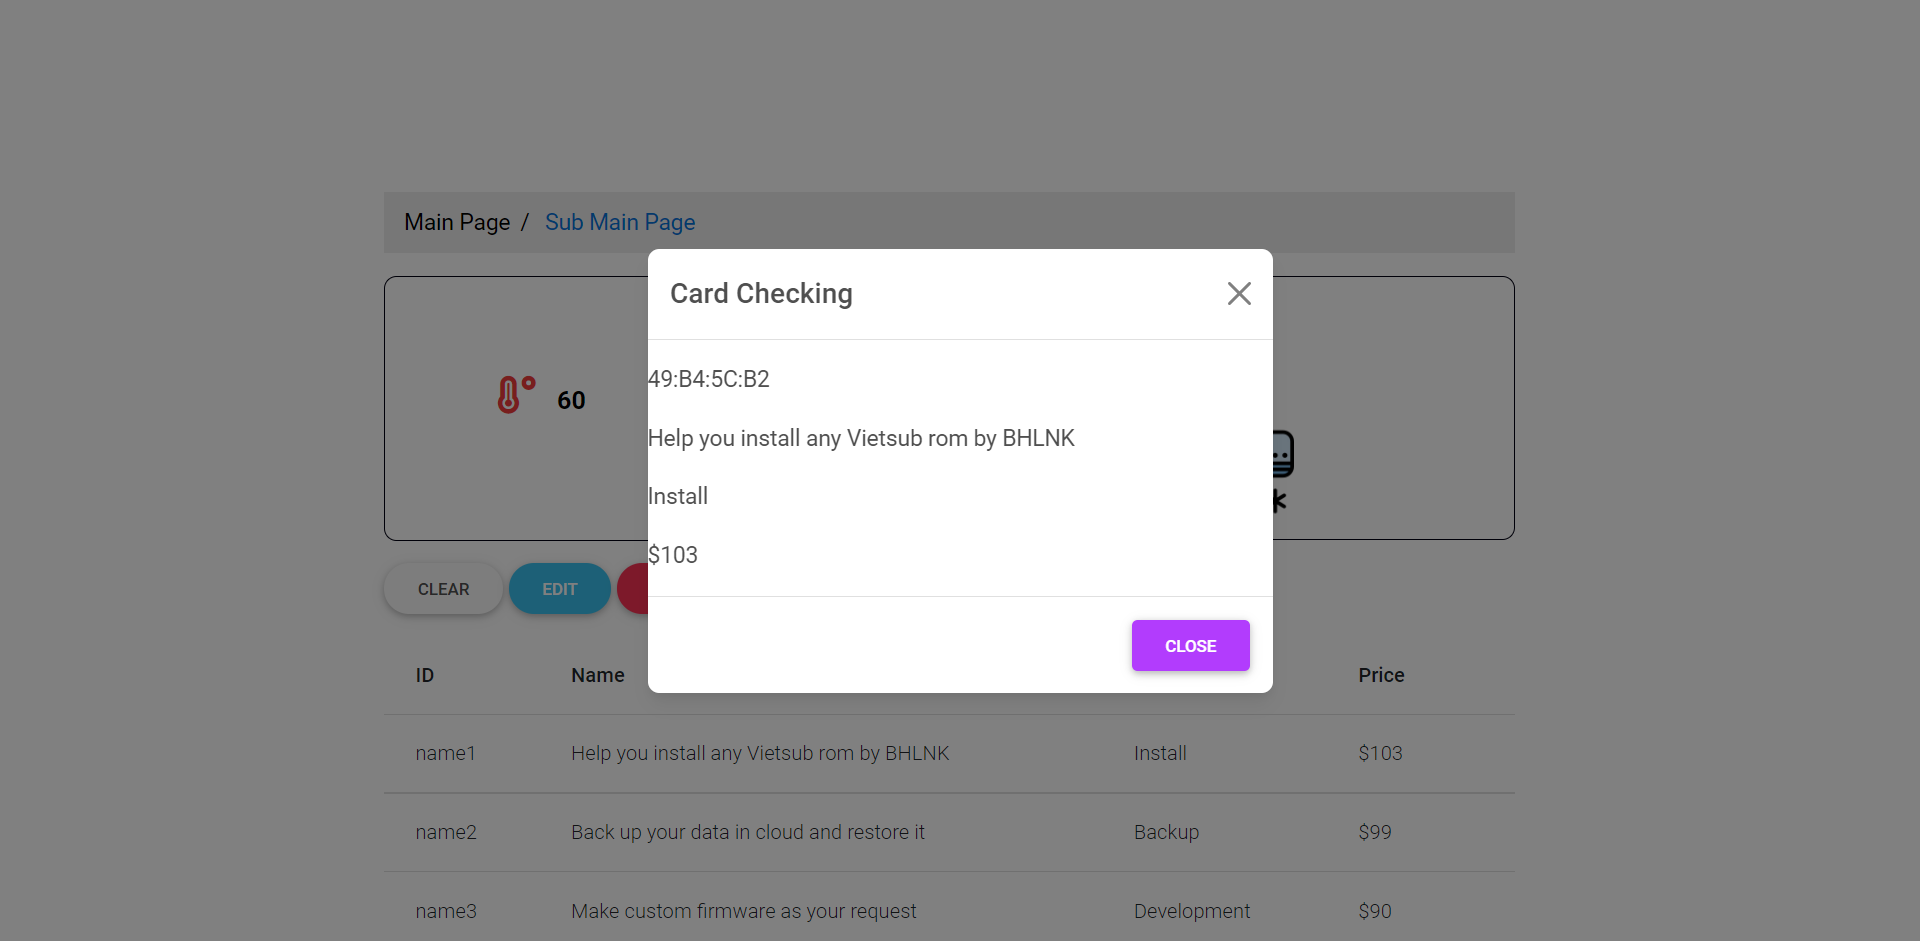 Main Page / Sub Main Page
Card Checking
49:B4:5C:B2
Help you install any Vietsub rom by BHLNK
Install
$103
CLOSE
60
CLEAR EDIT
ID Name Price
name1 Help you install any Vietsub rom by BHLNK Install $103
name2 Back up your data in cloud and restore it Backup $99
name3 Make custom firmware as your request Development $90